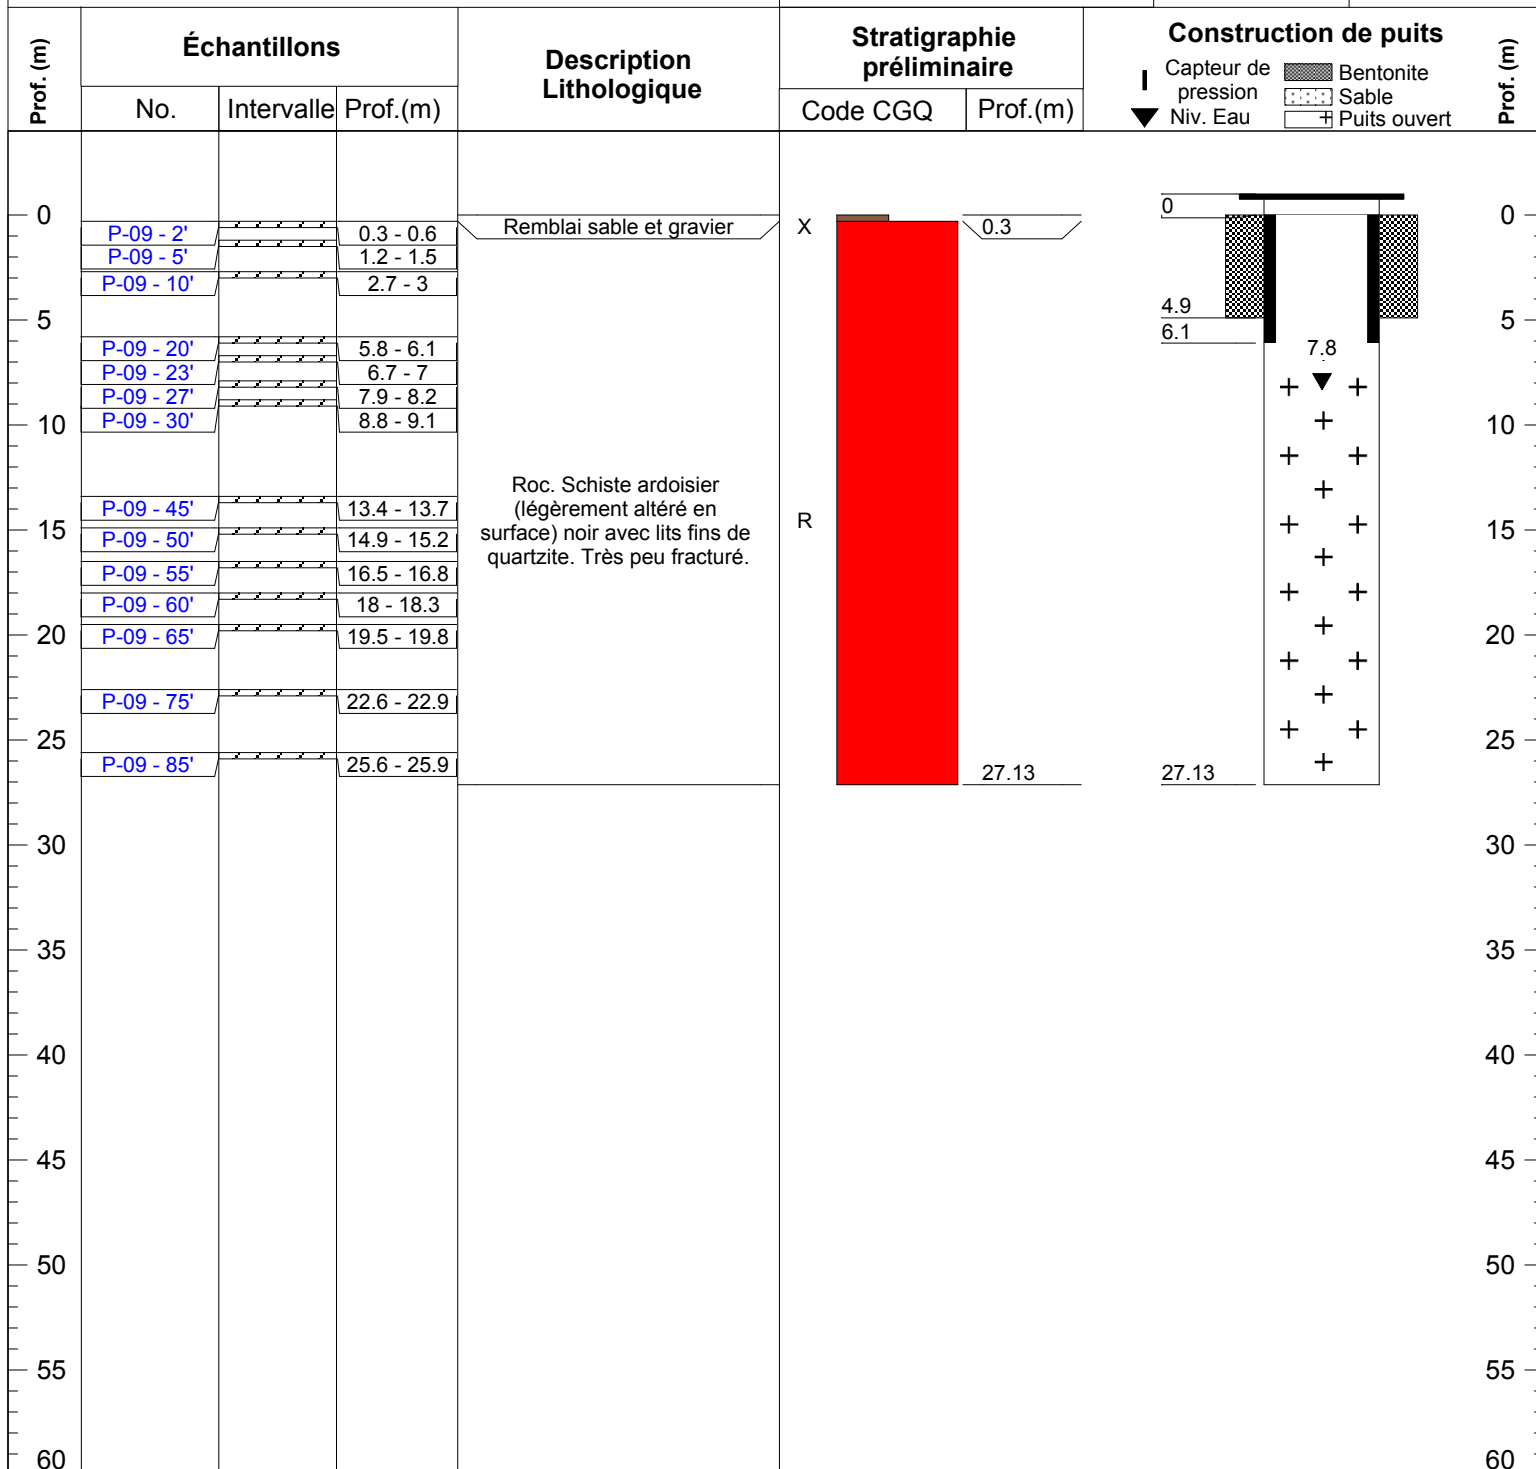 Prof. (m)
Échantillons
No.
Intervalle
Prof.(m)
Description
Lithologique
Stratigraphie
préliminaire
Code CGQ
Prof.(m)
Construction de puits
Capteur de
pression
Niv. Eau
Bentonite
Sable
Puits ouvert
Prof. (m)
0
5
10
15
20
25
30
35
40
45
50
55
60
P-09 - 2' 0.3 - 0.6
P-09 - 5' 1.2 - 1.5
P-09 - 10' 2.7 - 3
P-09 - 20' 5.8 - 6.1
P-09 - 23' 6.7 - 7
P-09 - 27' 7.9 - 8.2
P-09 - 30' 8.8 - 9.1
P-09 - 45' 13.4 - 13.7
P-09 - 50' 14.9 - 15.2
P-09 - 55' 16.5 - 16.8
P-09 - 60' 18 - 18.3
P-09 - 65' 19.5 - 19.8
P-09 - 75' 22.6 - 22.9
P-09 - 85' 25.6 - 25.9
Remblai sable et gravier
Roc. Schiste ardoisier
(légèrement altéré en
surface) noir avec lits fins de
quartzite. Très peu fracturé.
X
R
0.3
27.13
0
4.9
6.1
7.8
27.13
0
5
10
15
20
25
30
35
40
45
50
55
60